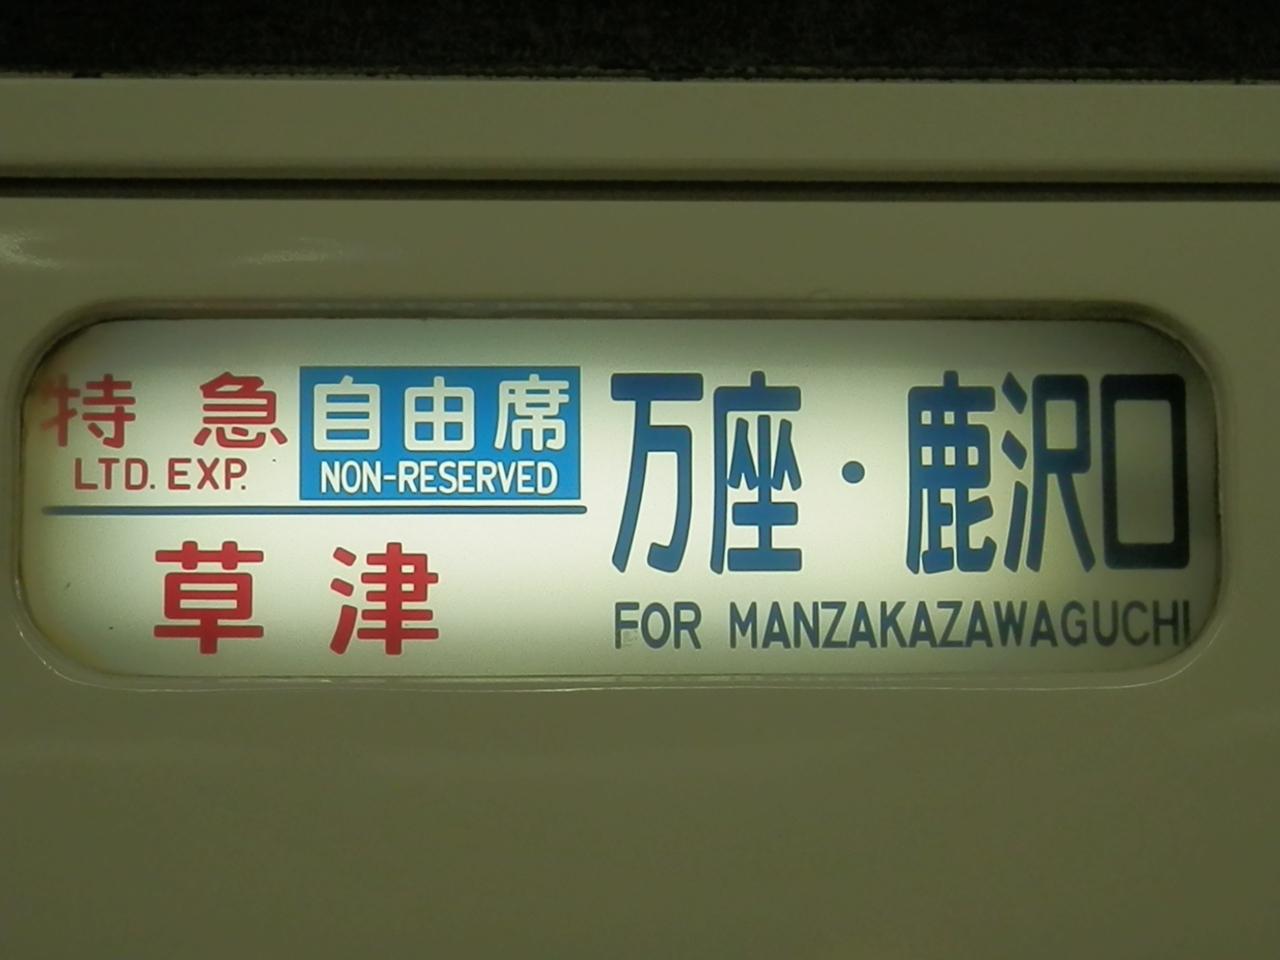 特急 自由席
LTD. EXP. NON-RESERVED
草津
万座・鹿沢口
FOR MANZAKAZAWAGUCHI